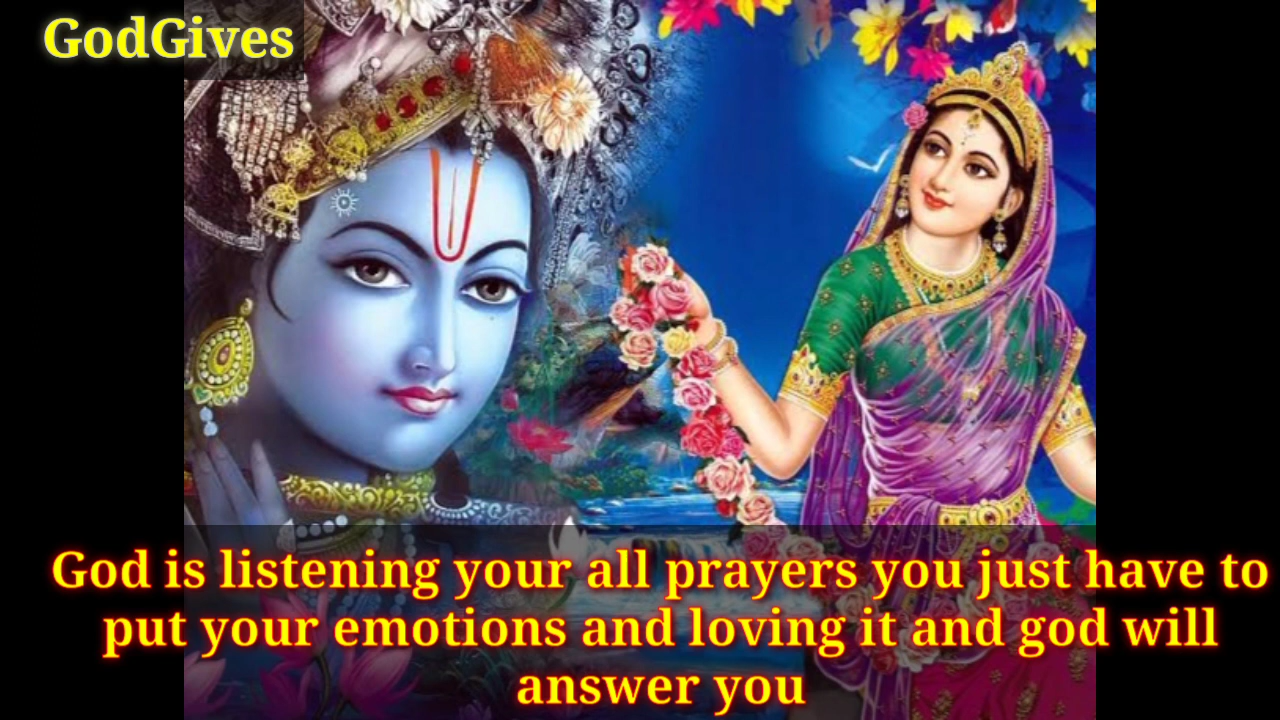 GodGives
God is listening your all prayers you just have to
put your emotions and loving it and god will
answer you